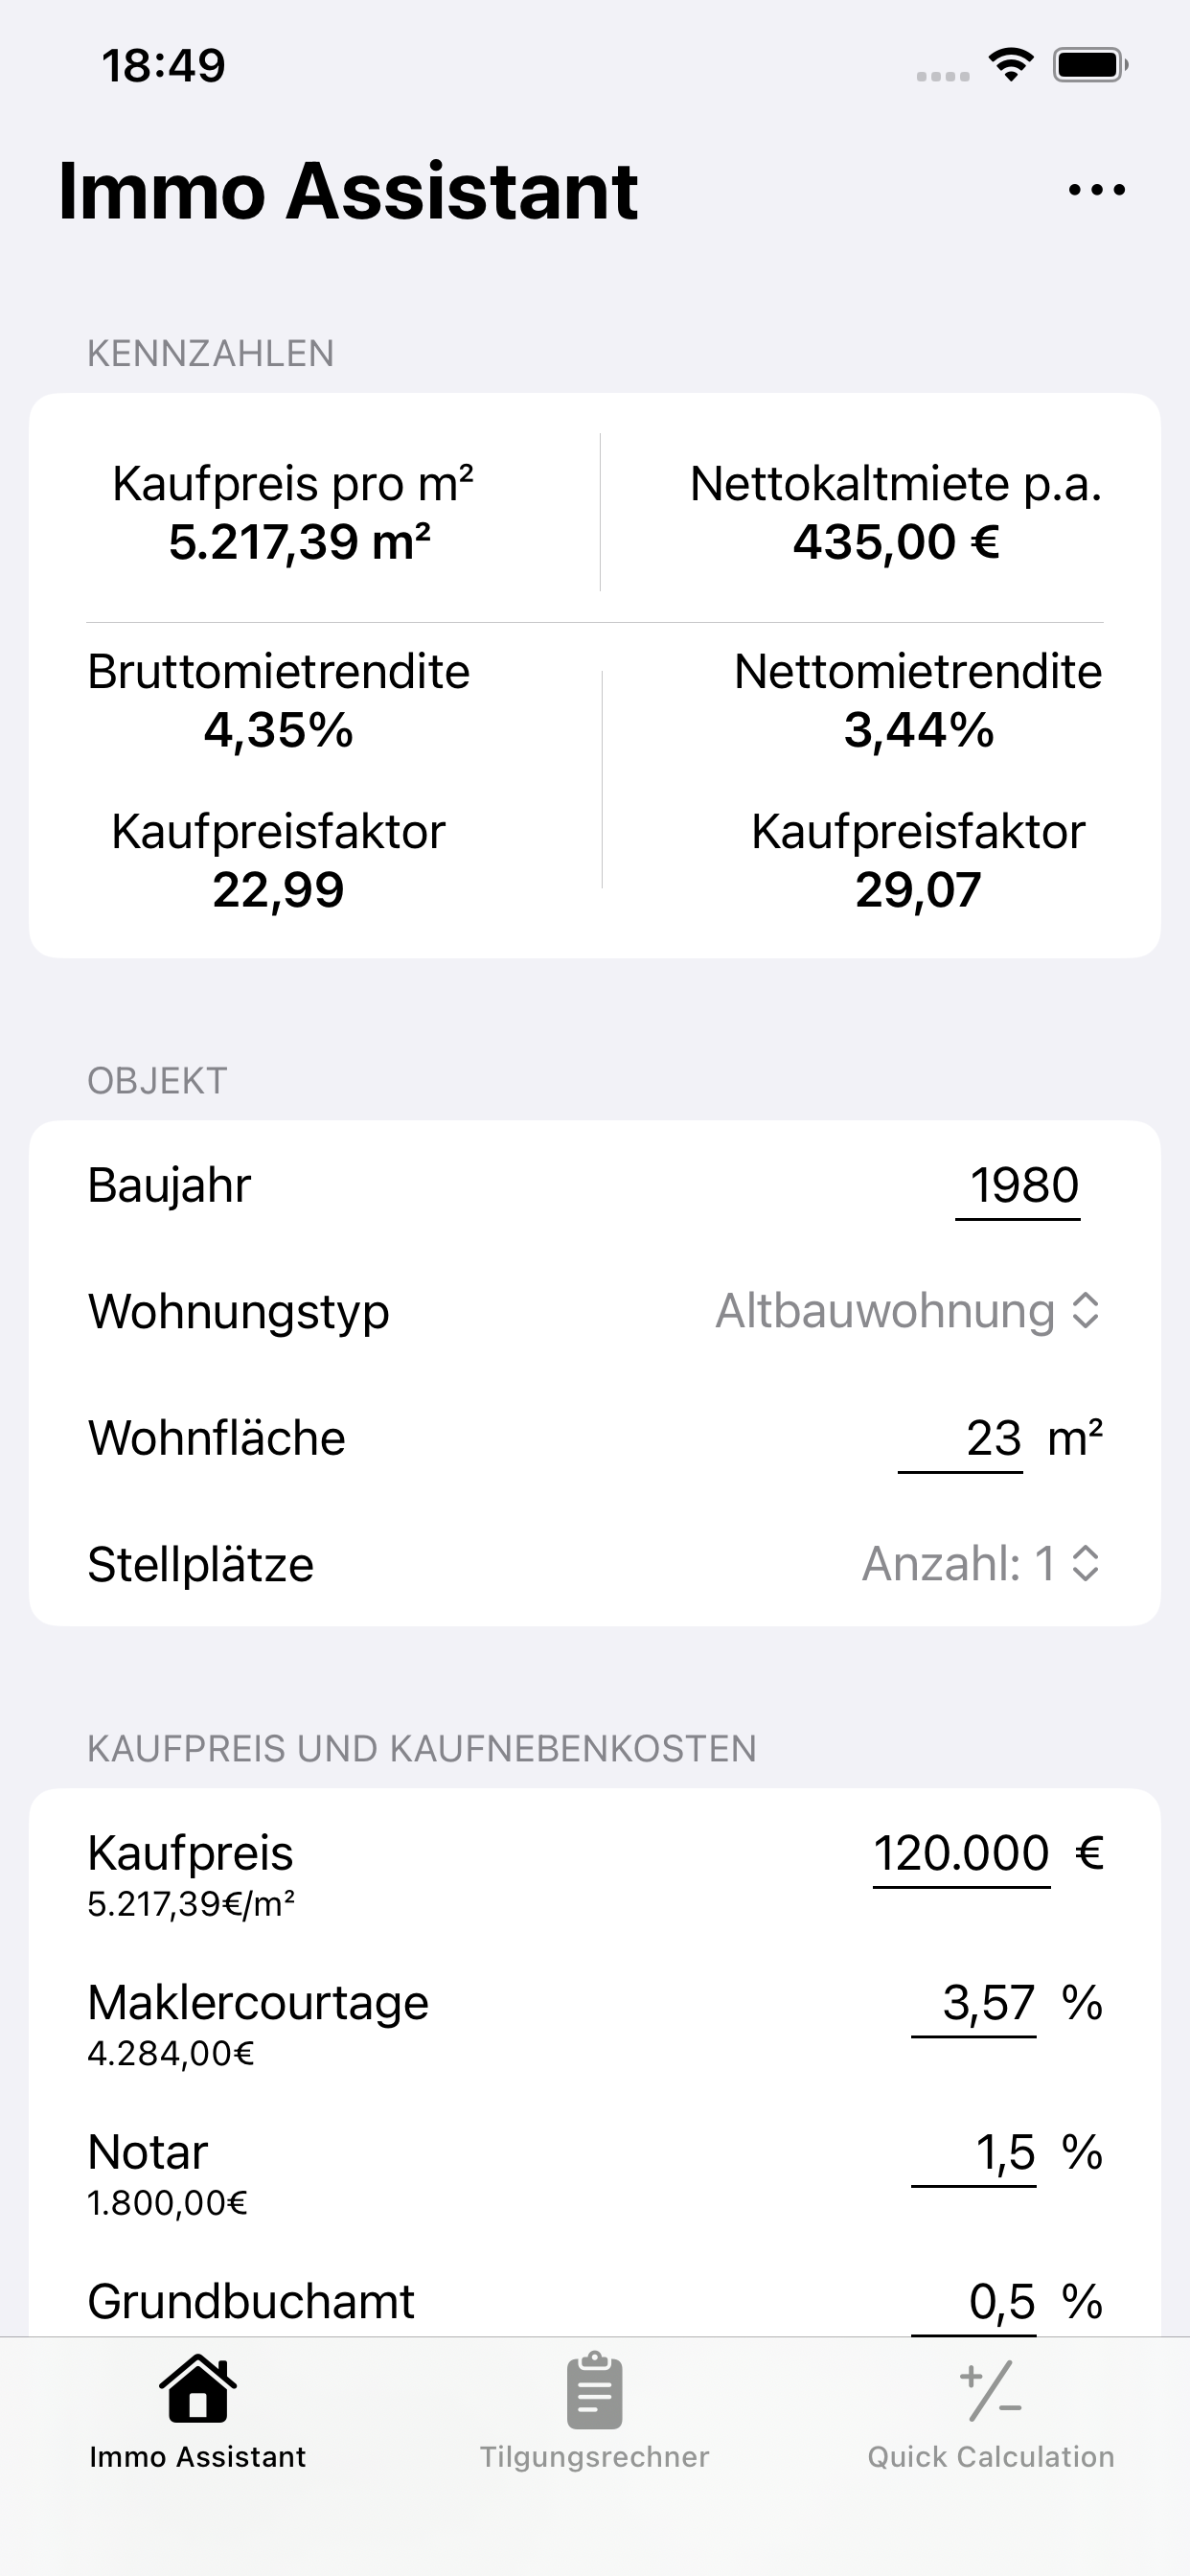 18:49
Immo Assistant
KENNZAHLEN
Kaufpreis pro m²
5.217,39 m²
Nettokaltmiete p.a.
435,00 €
Bruttomietrendite
4,35%
Nettomietrendite
3,44%
Kaufpreisfaktor
22,99
Kaufpreisfaktor
29,07
OBJEKT
Baujahr 1980
Wohnungstyp Altbauwohnung
Wohnfläche 23 m²
Stellplätze Anzahl: 1
KAUFPREIS UND KAUFNEBENKOSTEN
Kaufpreis 120.000 €
5.217,39€/m²
Maklercourtage 3,57 %
4.284,00€
Notar 1,5 %
1.800,00€
Grundbuchamt 0,5 %
Immo Assistant
Tilgungsrechner
Quick Calculation